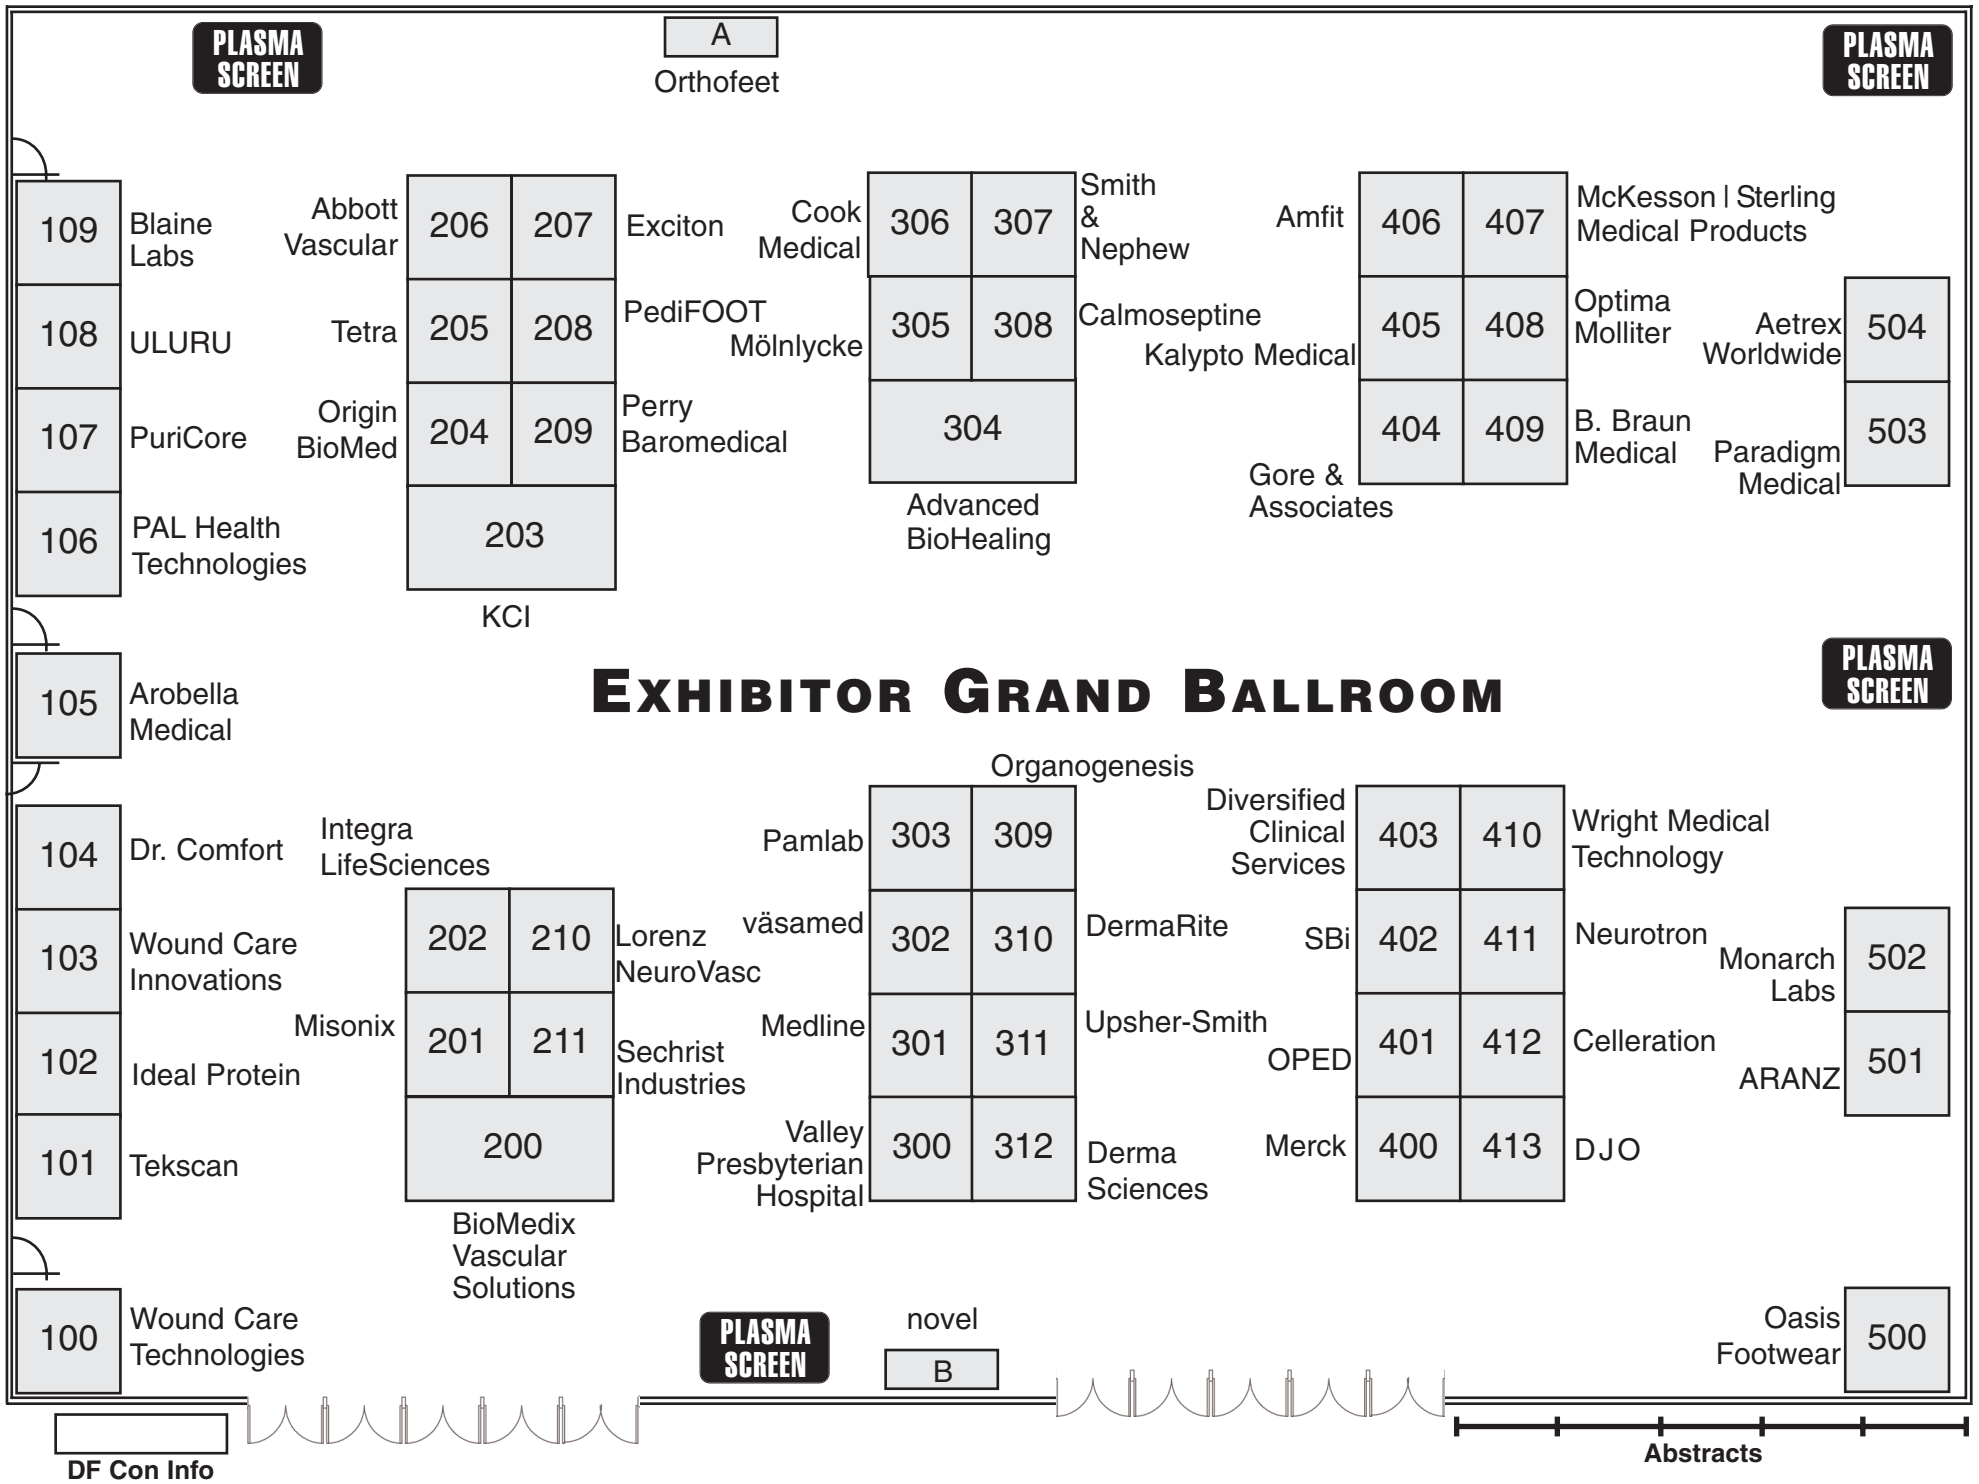 PLASMA
SCREEN
A
Orthofeet
PLASMA
SCREEN
109
Blaine
Labs
108
ULURU
107
PuriCore
106
PAL Health
Technologies
Abbott
Vascular
206
207
Exciton
Tetra
205
208
PediFOOT
Origin
BioMed
204
209
Perry
Baromedical
203
KCI
Cook
Medical
306
307
Smith
&
Nephew
Mölnlycke
305
308
Calmoseptine
304
Advanced
BioHealing
Amfit
406
407
McKesson | Sterling
Medical Products
Kalypto Medical
405
408
Optima
Molliter
Gore &
Associates
404
409
B. Braun
Medical
Aetrex
Worldwide
504
Paradigm
Medical
503
105
Arobella
Medical
EXHIBITOR GRAND BALLROOM
PLASMA
SCREEN
104
Dr. Comfort
103
Wound Care
Innovations
102
Ideal Protein
101
Tekscan
Integra
LifeSciences
202
210
Lorenz
NeuroVasc
Misonix
201
211
Sechrist
Industries
200
BioMedix
Vascular
Solutions
Organogenesis
Pamlab
303
309
väsamed
302
310
DermaRite
Medline
301
311
Upsher-Smith
Valley
Presbyterian
Hospital
300
312
Derma
Sciences
Diversified
Clinical
Services
403
410
Wright Medical
Technology
SBi
402
411
Neurotron
OPED
401
412
Celleration
Merck
400
413
DJO
Monarch
Labs
502
ARANZ
501
100
Wound Care
Technologies
PLASMA
SCREEN
novel
B
Oasis
Footwear
500
DF Con Info
Abstracts